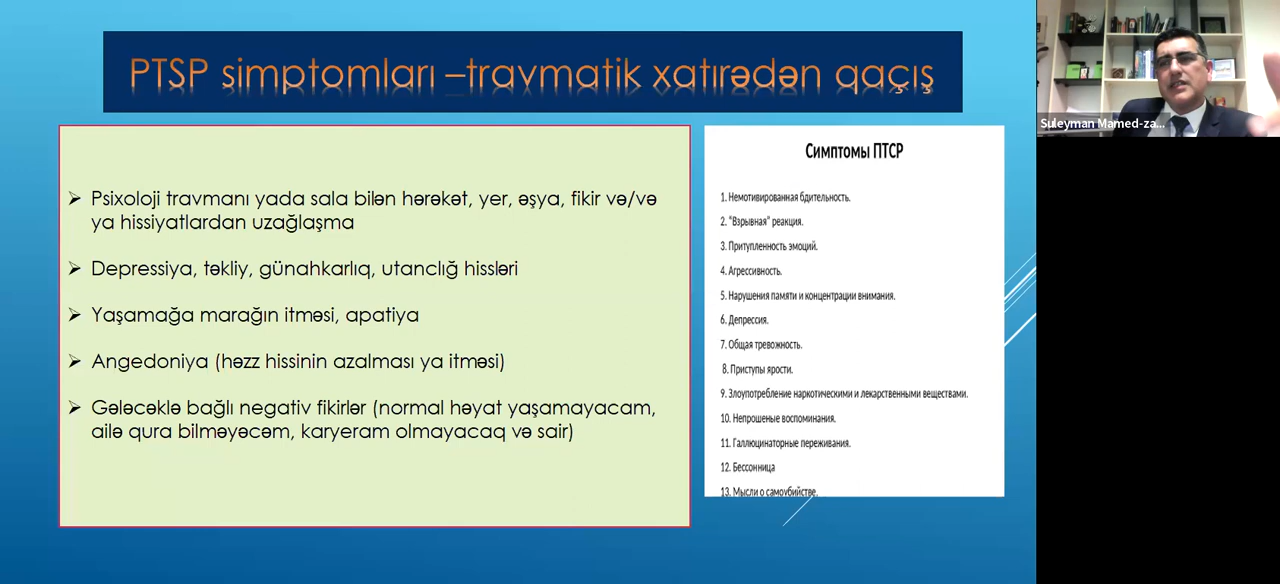 PTSP simptomları –travmatik xatırədən qaçış
Psixoloji travmanı yada sala bilən hərəkət, yer, əşya, fikir və/və
ya hissiyatlardan uzağlaşma
Depressiya, təkliy, günahkarlıq, utanclığ hissləri
Yaşamağa marağın itməsi, apatiya
Angedoniya (həzz hissinin azalması ya itməsi)
Gələcəklə bağlı negativ fikirlər (normal həyat yaşamayacam,
ailə qura bilməyəcəm, karyeram olmayacaq və sair)
Симптомы ПТСР
1. Немотивированная бдительность.
2. "Взрывная" реакция.
3. Притупленность эмоций.
4. Агрессивность.
5. Нарушения памяти и концентрации внимания.
6. Депрессия.
7. Общая тревожность.
8. Приступы ярости.
9. Злоупотребление наркотическими и лекарственными веществами.
10. Непрошеные воспоминания.
11. Галлюцинаторные переживания.
12. Бессонница
13. Мысли о самоубийстве.
Suleyman Mamed-za...